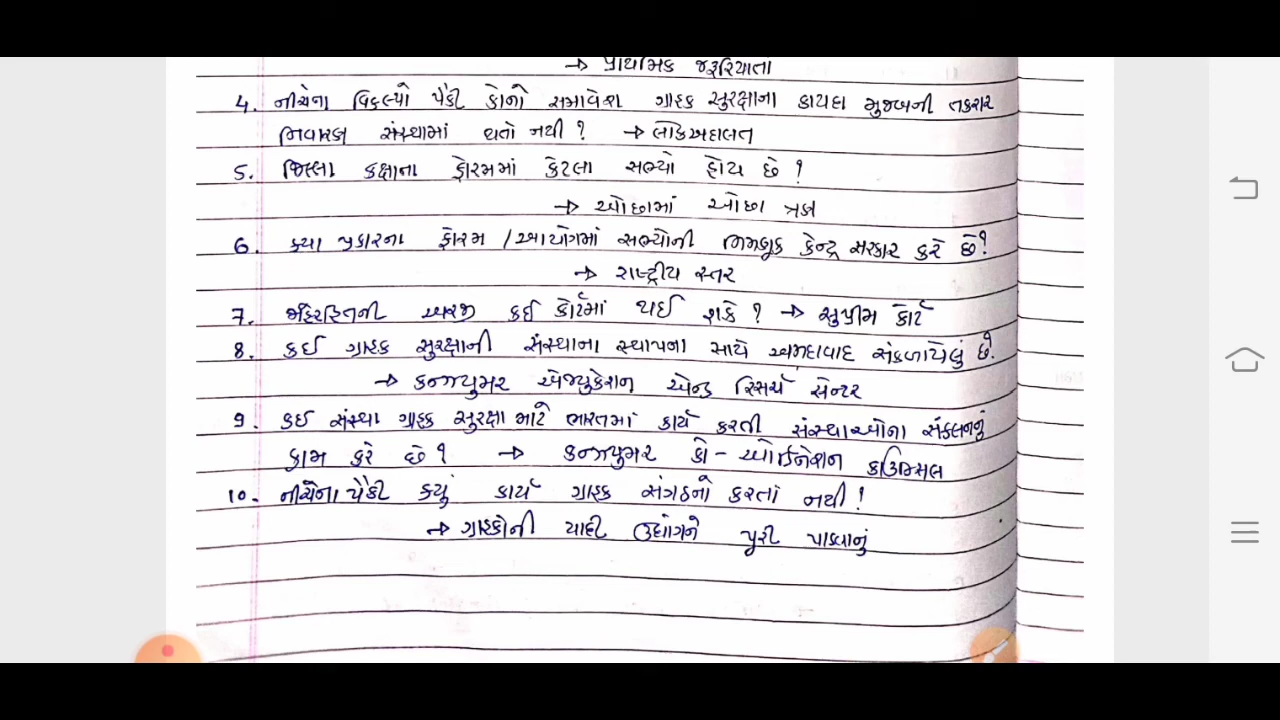 → પ્રાથમિક જરૂરિયાતા
4. નીચેના વિકલ્પો પૈકી કોનો સમાવેશ ગ્રાહક સુરક્ષાના કાયદા મુજબની તકરાર
નિવારણ સંસ્થામાં થતો નથી ? → લોકઅદાલત
5. જિલ્લા કક્ષાના ફોરમમાં કેટલા સભ્યો હોય છે ?
→ ઓછામાં ઓછા ત્રણ
6. ક્યા પ્રકારના ફોરમ / આયોગમાં સભ્યોની નિમણૂક કેન્દ્ર સરકાર કરે છે ?
→ રાષ્ટ્રીય સ્તર
7. જાહેરહિતની અરજી કઈ કોર્ટમાં થઈ શકે ? → સુપ્રીમ કોર્ટ
8. કઈ ગ્રાહક સુરક્ષાની સંસ્થાના સ્થાપના સાથે અમદાવાદ સંકળાયેલું છે.
→ કન્ઝ્યુમર એજ્યુકેશન એન્ડ રિસર્ચ સેન્ટર
9. કઈ સંસ્થા ગ્રાહક સુરક્ષા માટે ભારતમાં કાર્ય કરતી સંસ્થાઓના સંકલનનું
કામ કરે છે ? → કન્ઝ્યુમર કો - ઓર્ડિનેશન કાઉન્સિલ
10. નીચેના પૈકી ક્યું કાર્ય ગ્રાહક સંગઠનો કરતાં નથી !
→ ગ્રાહકોની યાદી ઉદ્યોગને પૂરી પાડવાનું